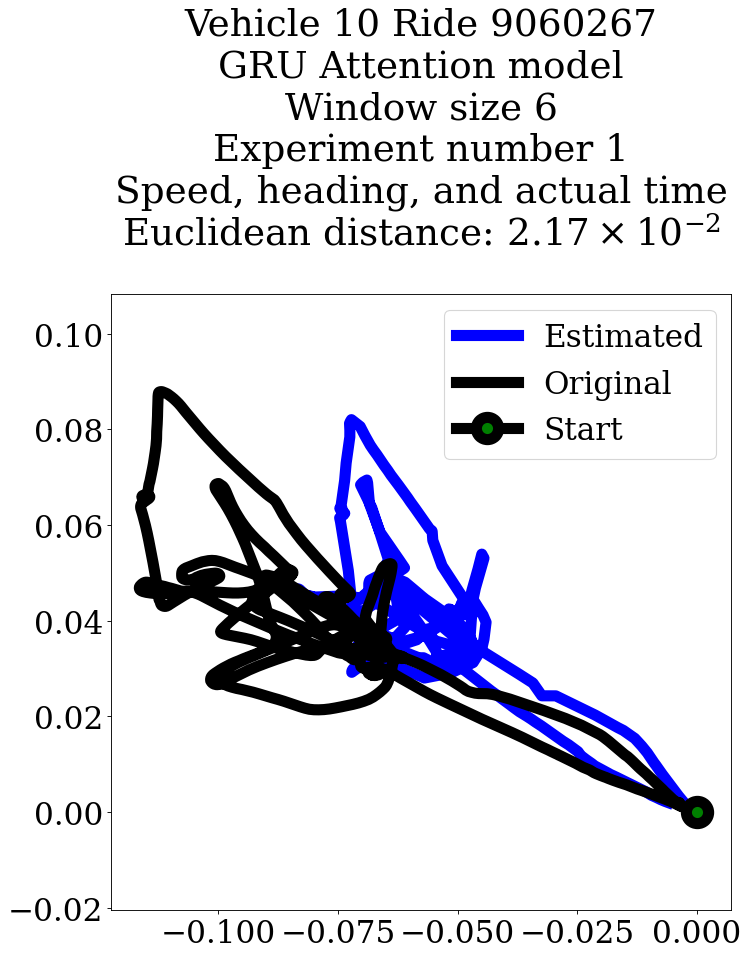 Vehicle 10 Ride 9060267
GRU Attention model
Window size 6
Experiment number 1
Speed, heading, and actual time
Euclidean distance: 2.17 × 10⁻²
Estimated
Original
Start
0.10
0.08
0.06
0.04
0.02
0.00
−0.02
−0.100 −0.075 −0.050 −0.025 0.000